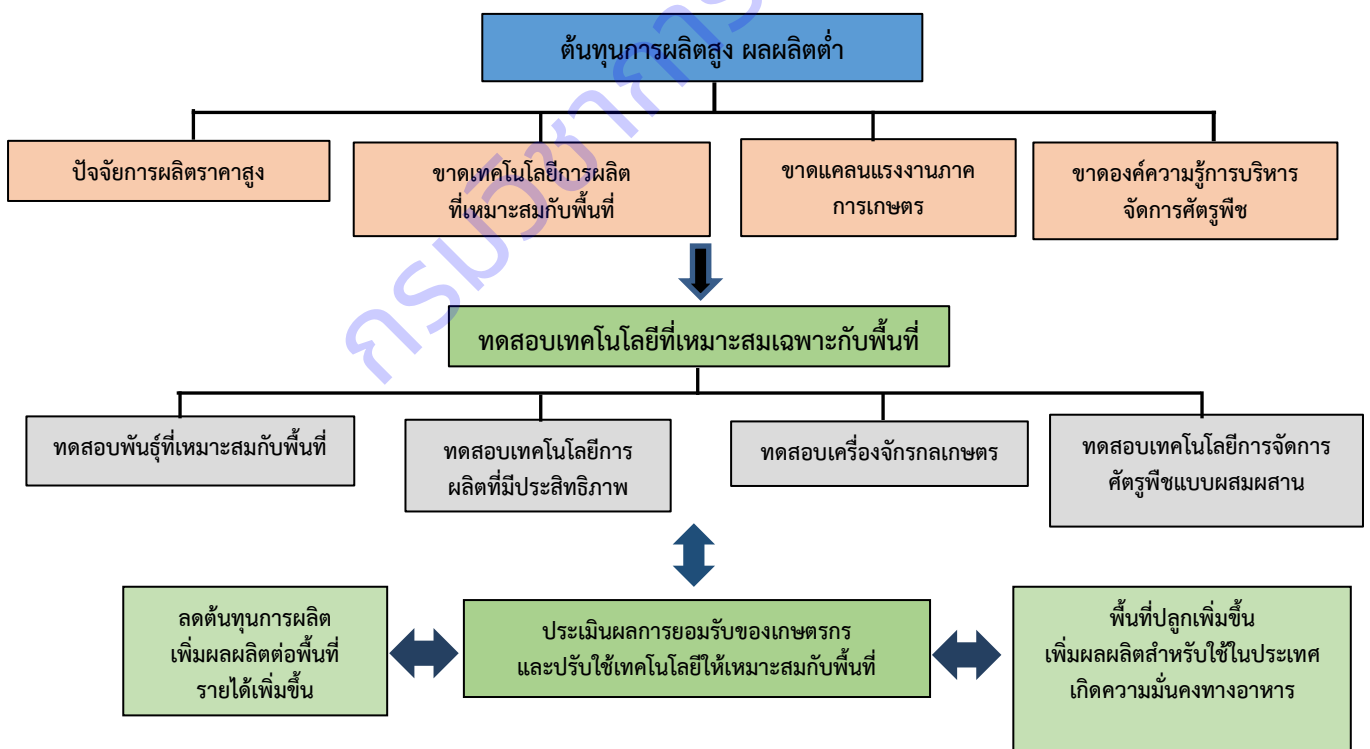 ต้นทุนการผลิตสูง ผลผลิตต่ำ
ปัจจัยการผลิตราคาสูง
ขาดเทคโนโลยีการผลิต
ที่เหมาะสมกับพื้นที่
ขาดแคลนแรงงานภาค
การเกษตร
ขาดองค์ความรู้การบริหาร
จัดการศัตรูพืช
ทดสอบเทคโนโลยีที่เหมาะสมเฉพาะกับพื้นที่
ทดสอบพันธุ์ที่เหมาะสมกับพื้นที่
ทดสอบเทคโนโลยีการ
ผลิตที่มีประสิทธิภาพ
ทดสอบเครื่องจักรกลเกษตร
ทดสอบเทคโนโลยีการจัดการ
ศัตรูพืชแบบผสมผสาน
ลดต้นทุนการผลิต
เพิ่มผลผลิตต่อพื้นที่
รายได้เพิ่มขึ้น
ประเมินผลการยอมรับของเกษตรกร
และปรับใช้เทคโนโลยีให้เหมาะสมกับพื้นที่
พื้นที่ปลูกเพิ่มขึ้น
เพิ่มผลผลิตสำหรับใช้ในประเทศ
เกิดความมั่นคงทางอาหาร
กรมวิชาการ